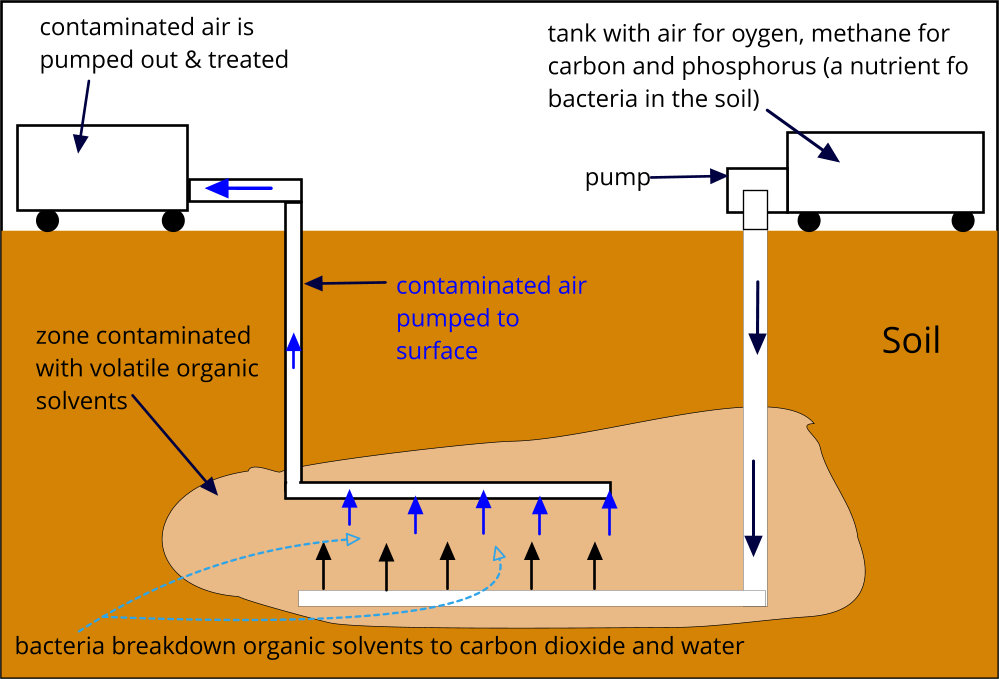 contaminated air is
pumped out & treated
tank with air for oygen, methane for
carbon and phosphorus (a nutrient fo
bacteria in the soil)
pump
contaminated air
pumped to
surface
zone contaminated
with volatile organic
solvents
Soil
bacteria breakdown organic solvents to carbon dioxide and water